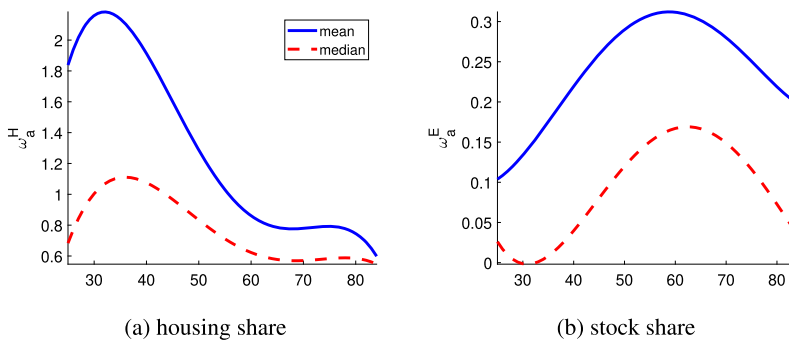 mean
median
2
1.8
1.6
1.4
1.2
1
0.8
0.6
ω_a^H
30 40 50 60 70 80
(a) housing share
0.3
0.25
0.2
0.15
0.1
0.05
0
ω_a^E
30 40 50 60 70 80
(b) stock share